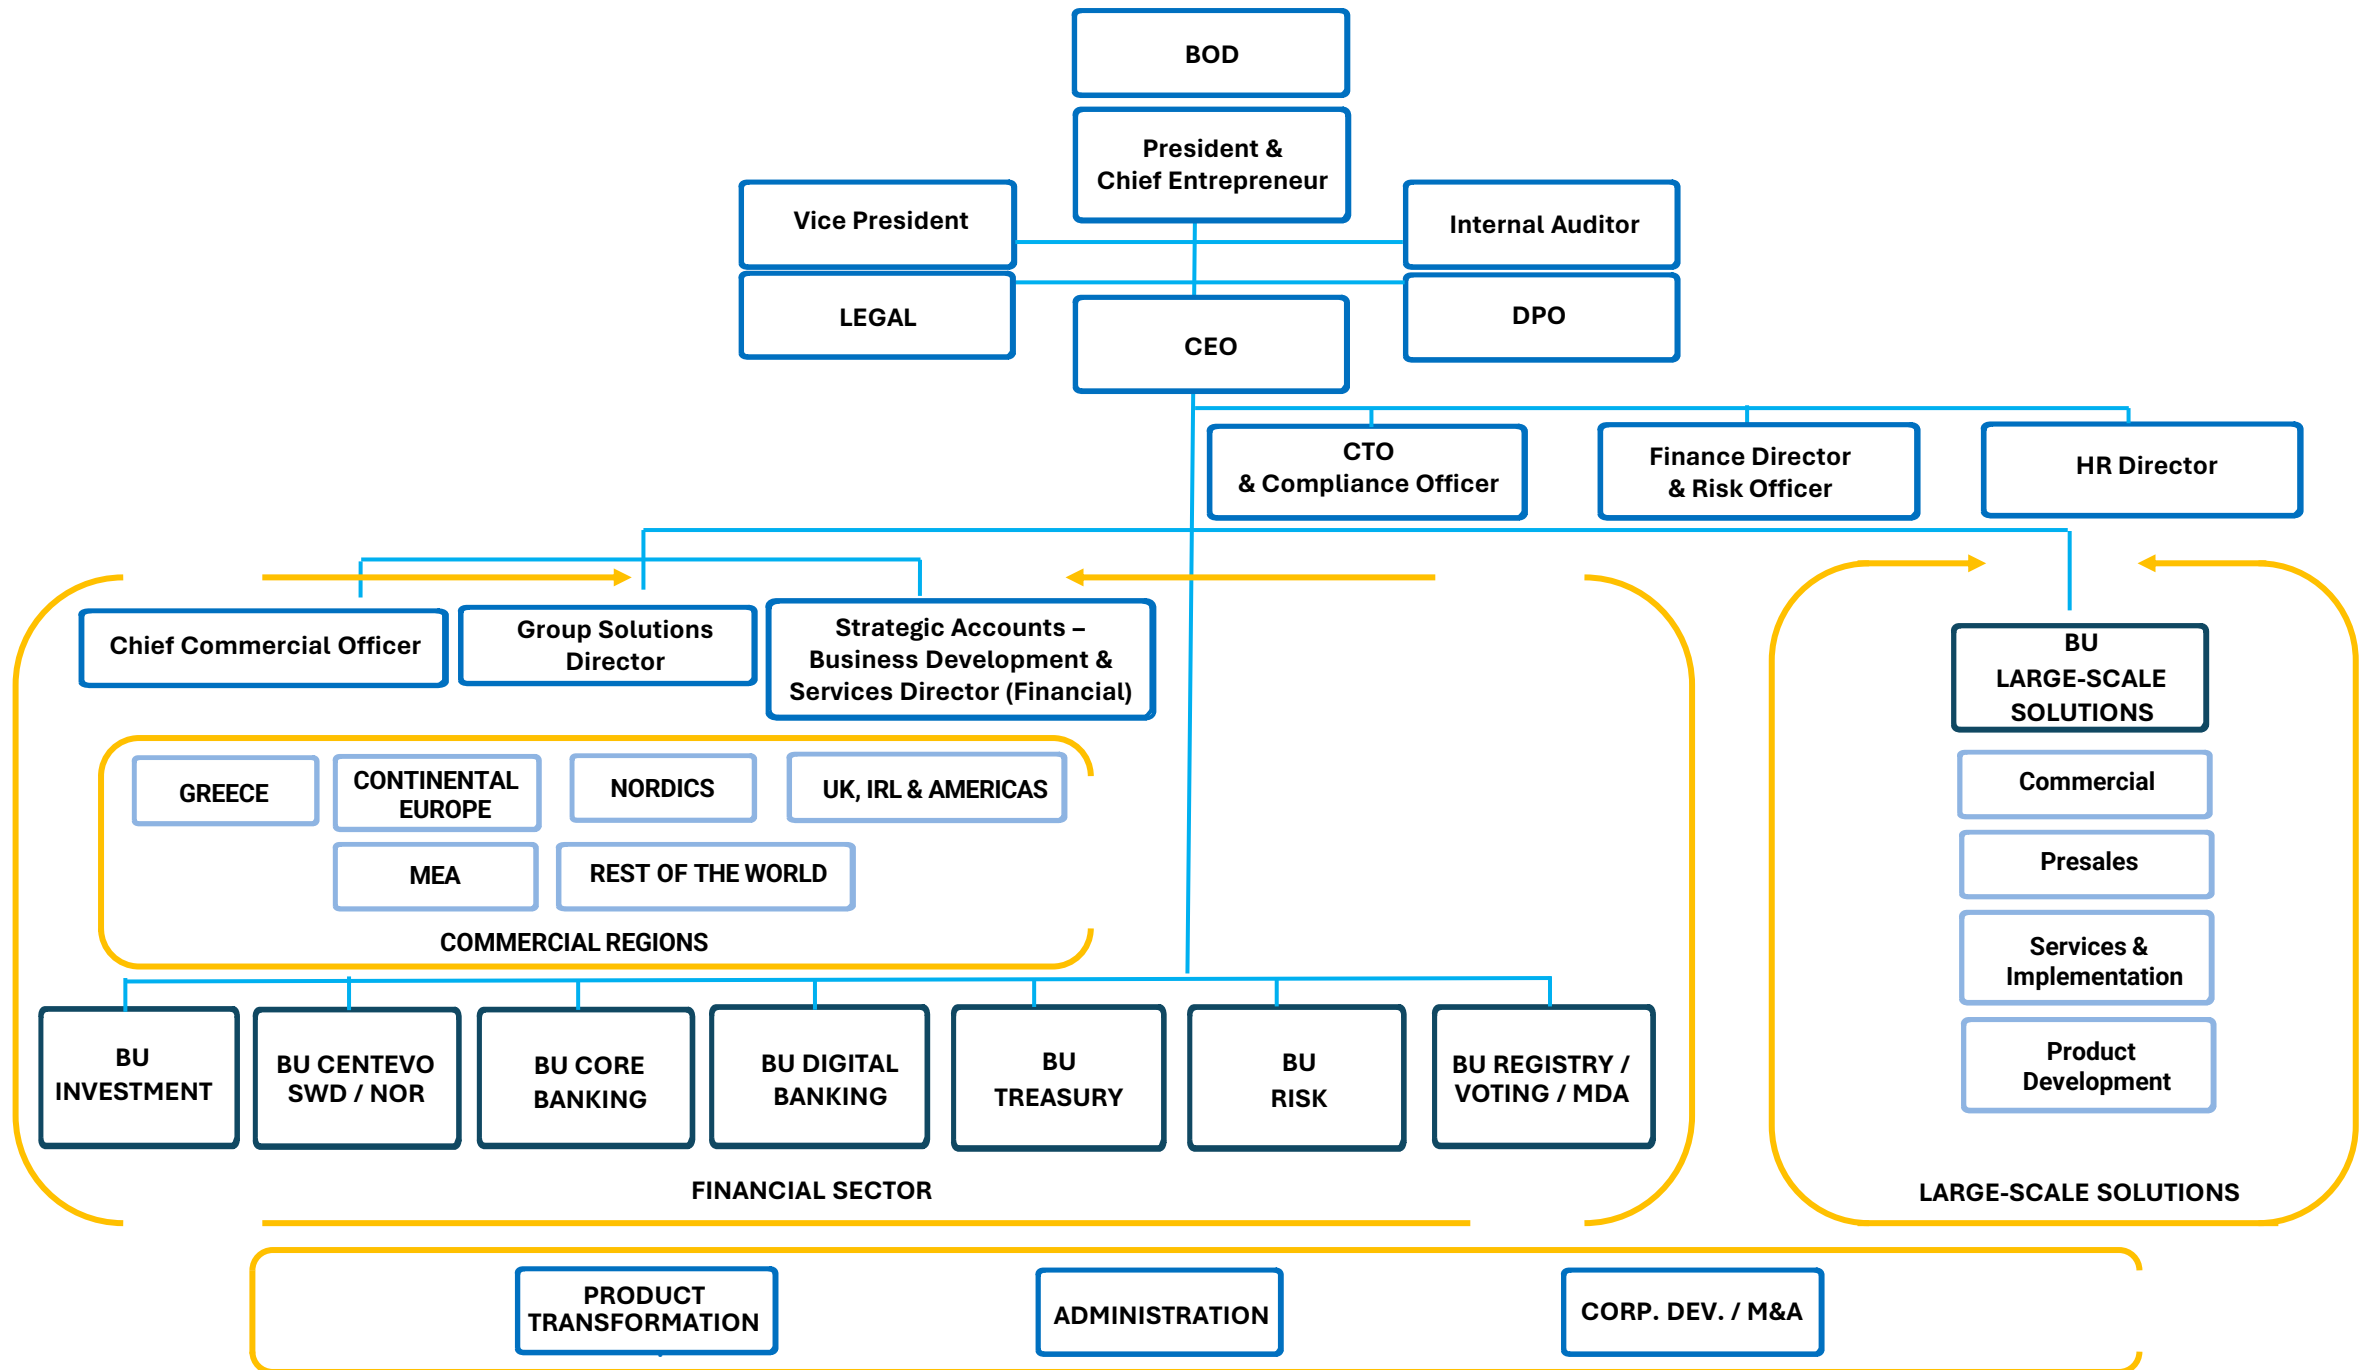 BOD
President &
Chief Entrepreneur
Vice President
Internal Auditor
LEGAL
DPO
CEO
CTO
& Compliance Officer
Finance Director
& Risk Officer
HR Director
Chief Commercial Officer
Group Solutions
Director
Strategic Accounts –
Business Development &
Services Director (Financial)
GREECE
CONTINENTAL
EUROPE
NORDICS
UK, IRL & AMERICAS
MEA
REST OF THE WORLD
COMMERCIAL REGIONS
BU
INVESTMENT
BU CENTEVO
SWD / NOR
BU CORE
BANKING
BU DIGITAL
BANKING
BU
TREASURY
BU
RISK
BU REGISTRY /
VOTING / MDA
FINANCIAL SECTOR
BU
LARGE-SCALE
SOLUTIONS
Commercial
Presales
Services &
Implementation
Product
Development
LARGE-SCALE SOLUTIONS
PRODUCT
TRANSFORMATION
ADMINISTRATION
CORP. DEV. / M&A